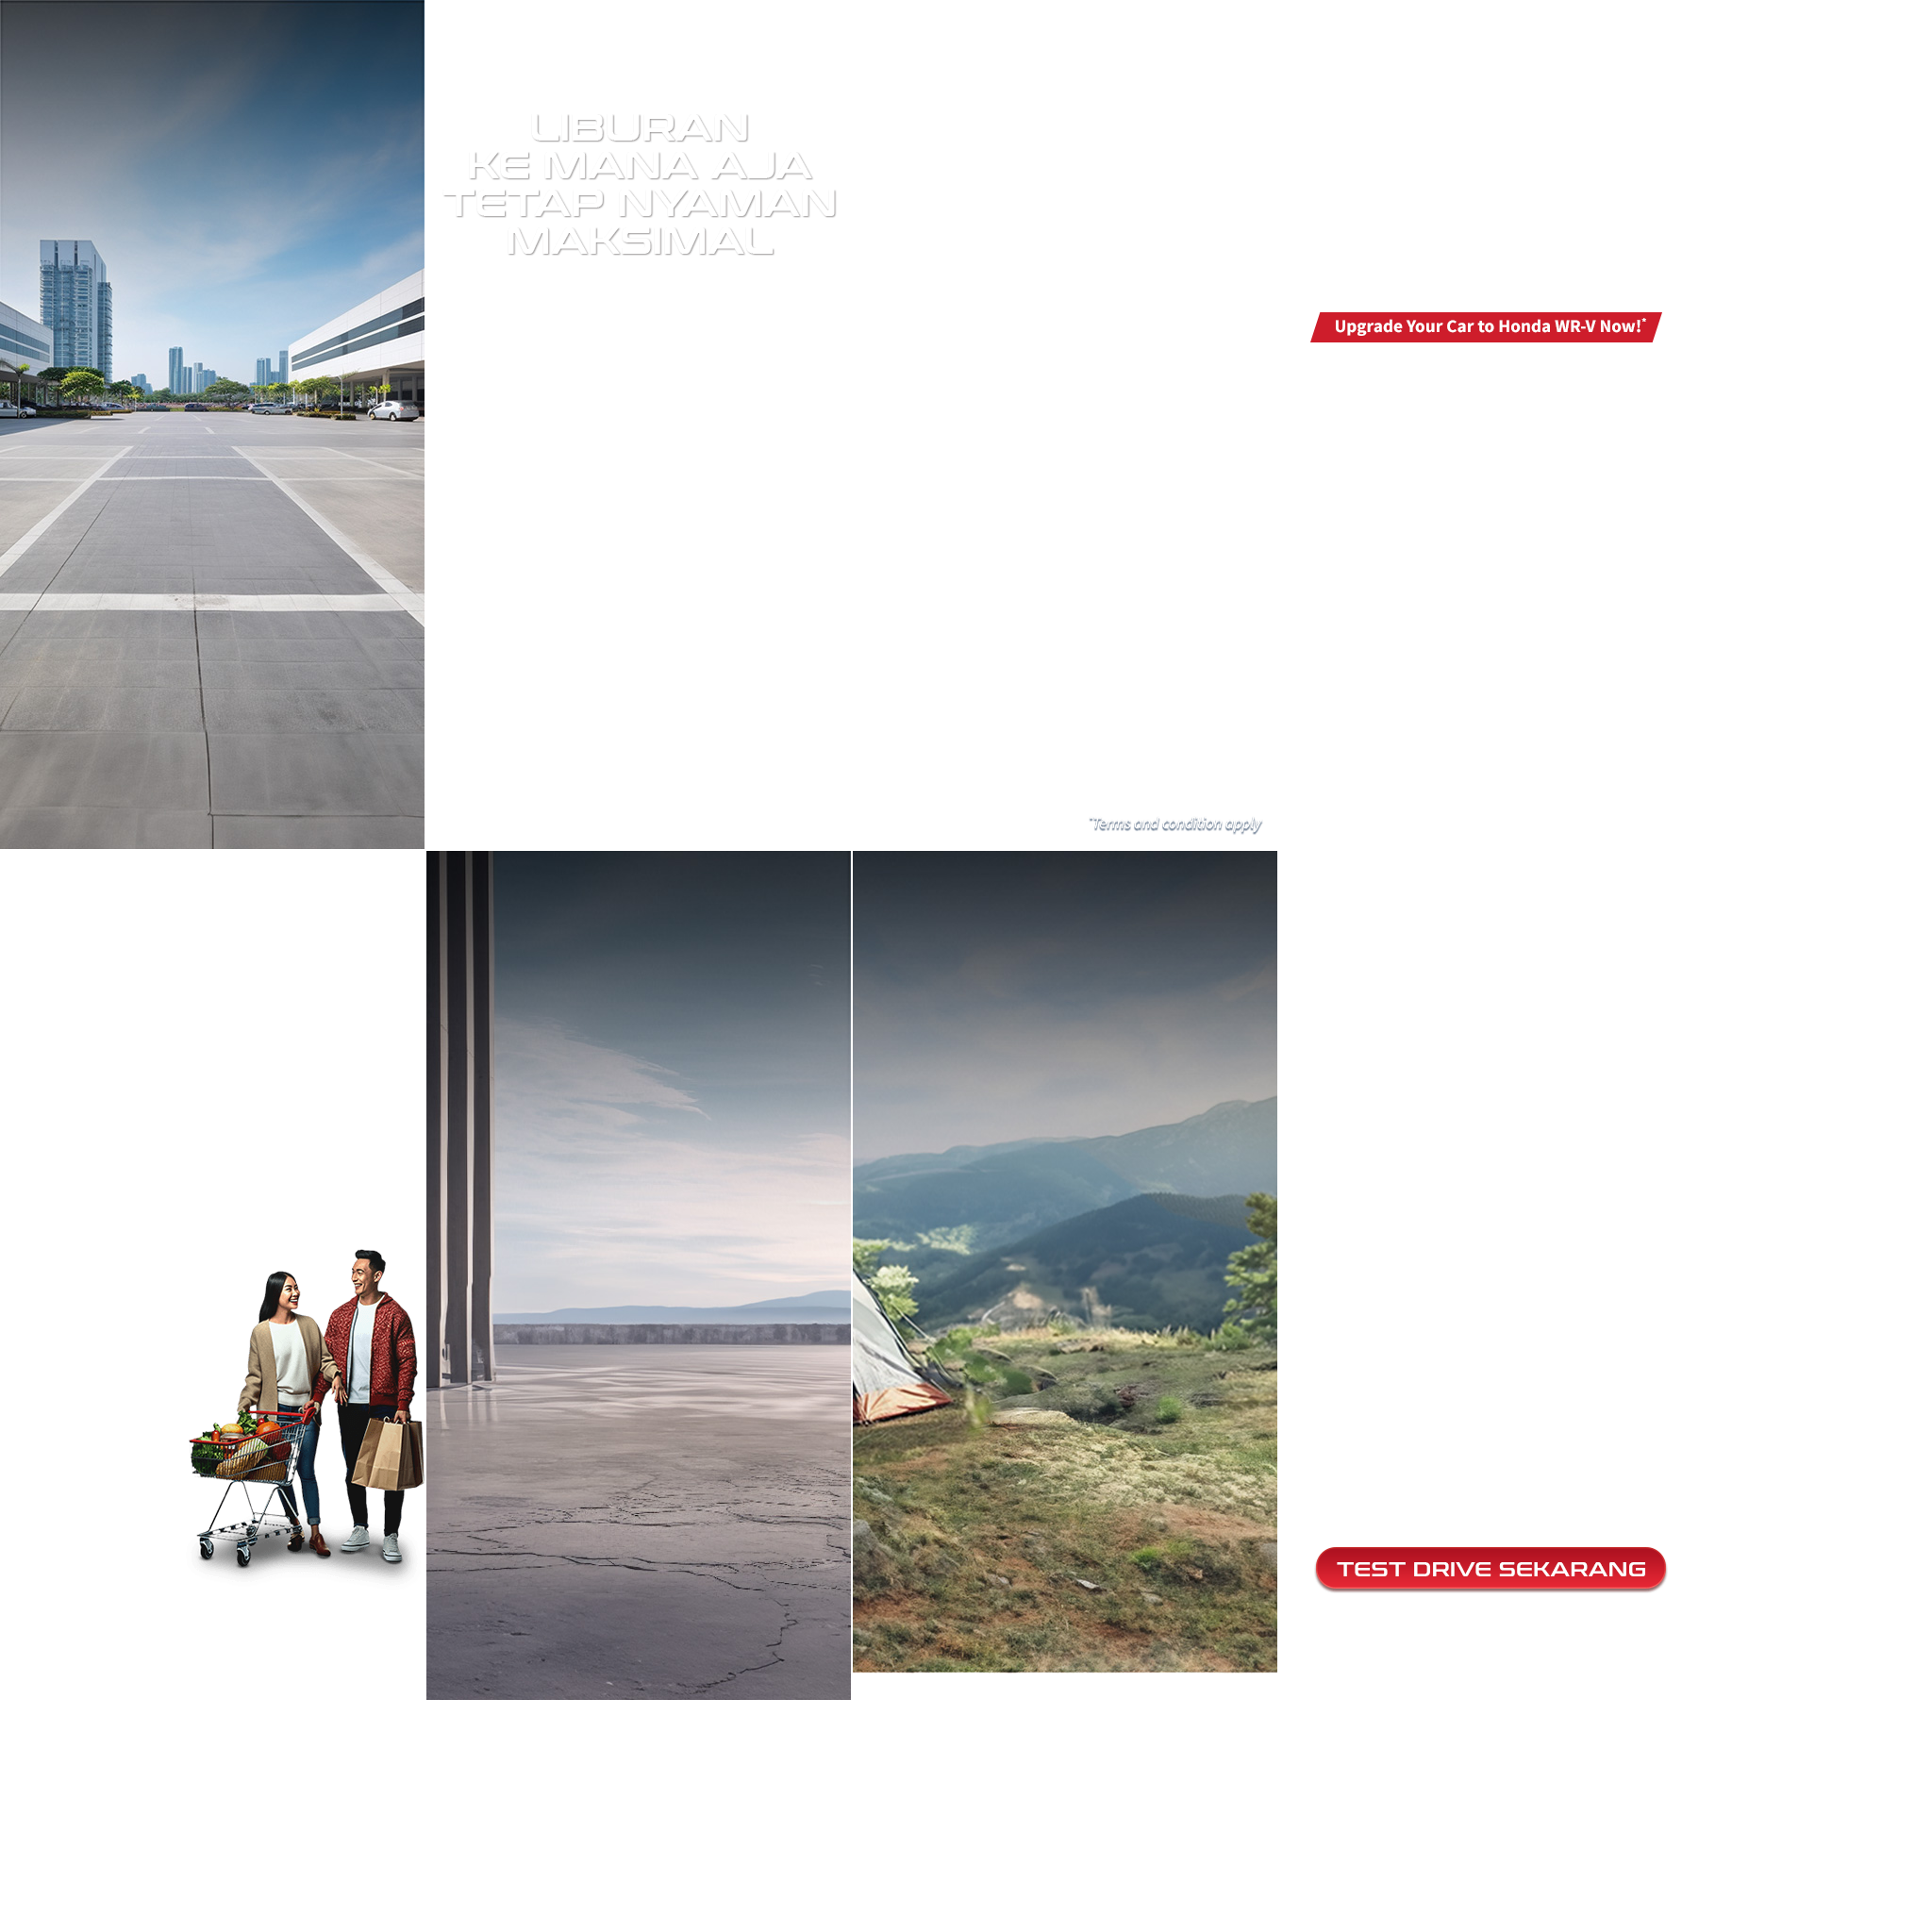 LIBURAN
KE MANA AJA
TETAP NYAMAN
MAKSIMAL
Upgrade Your Car to Honda WR-V Now!*
*Terms and condition apply
TEST DRIVE SEKARANG